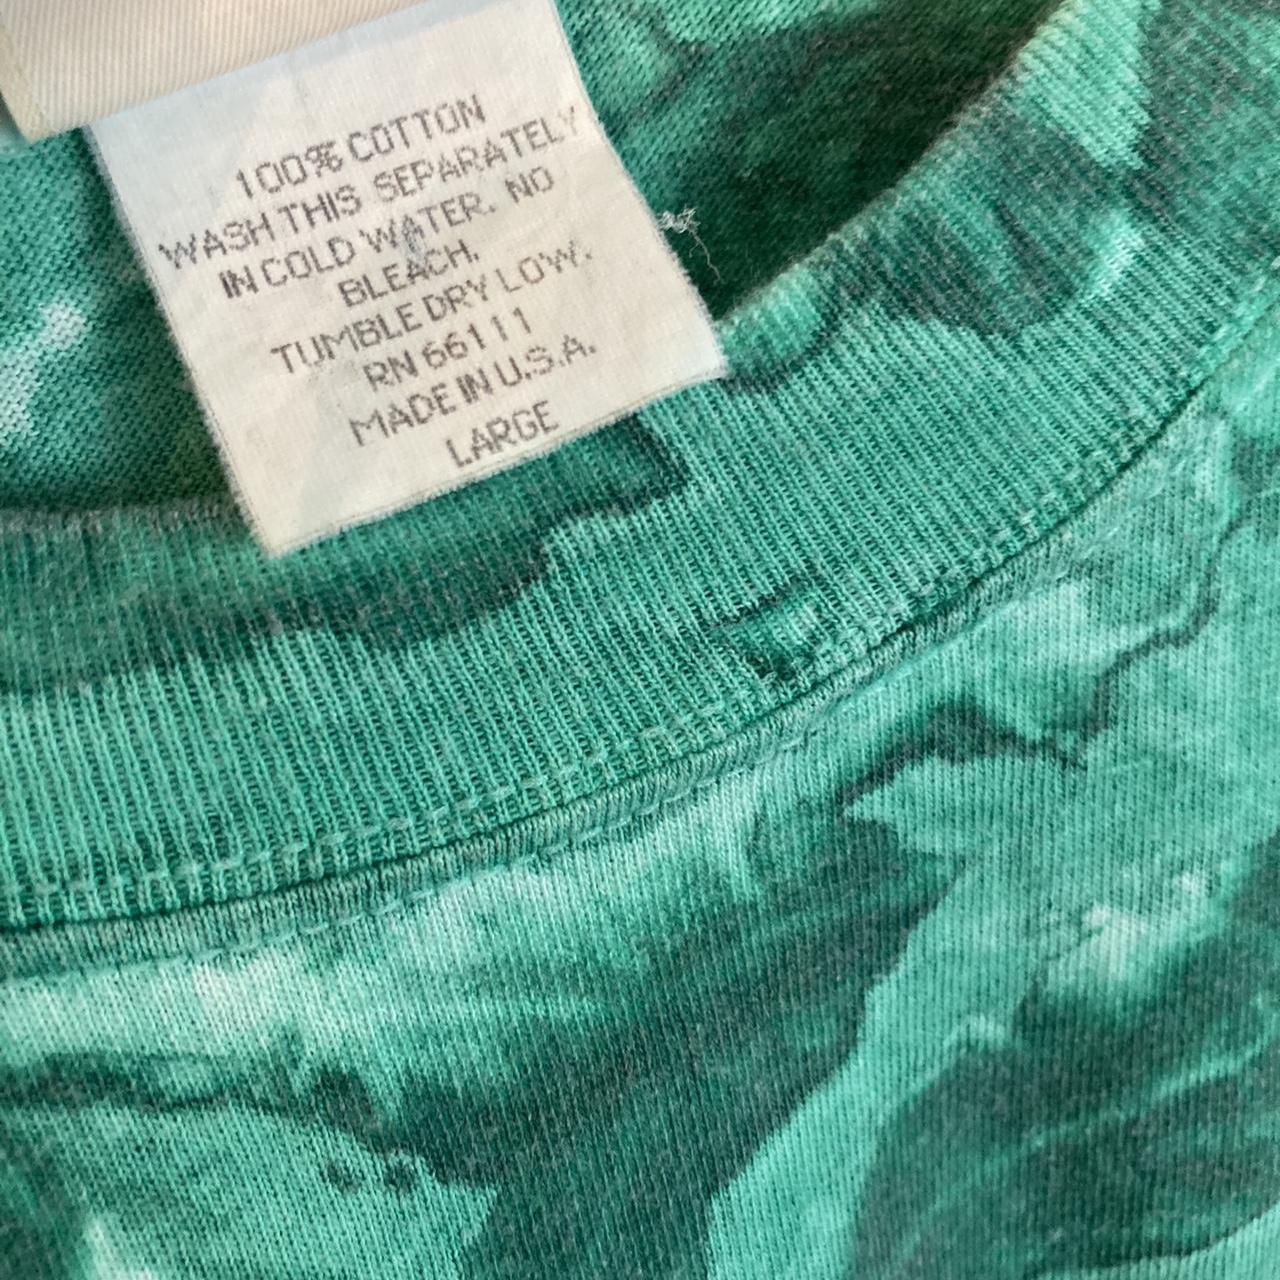 100% COTTON
WASH THIS SEPARATELY
IN COLD WATER. NO
BLEACH.
TUMBLE DRY LOW.
RN 66111
MADE IN U.S.A.
LARGE